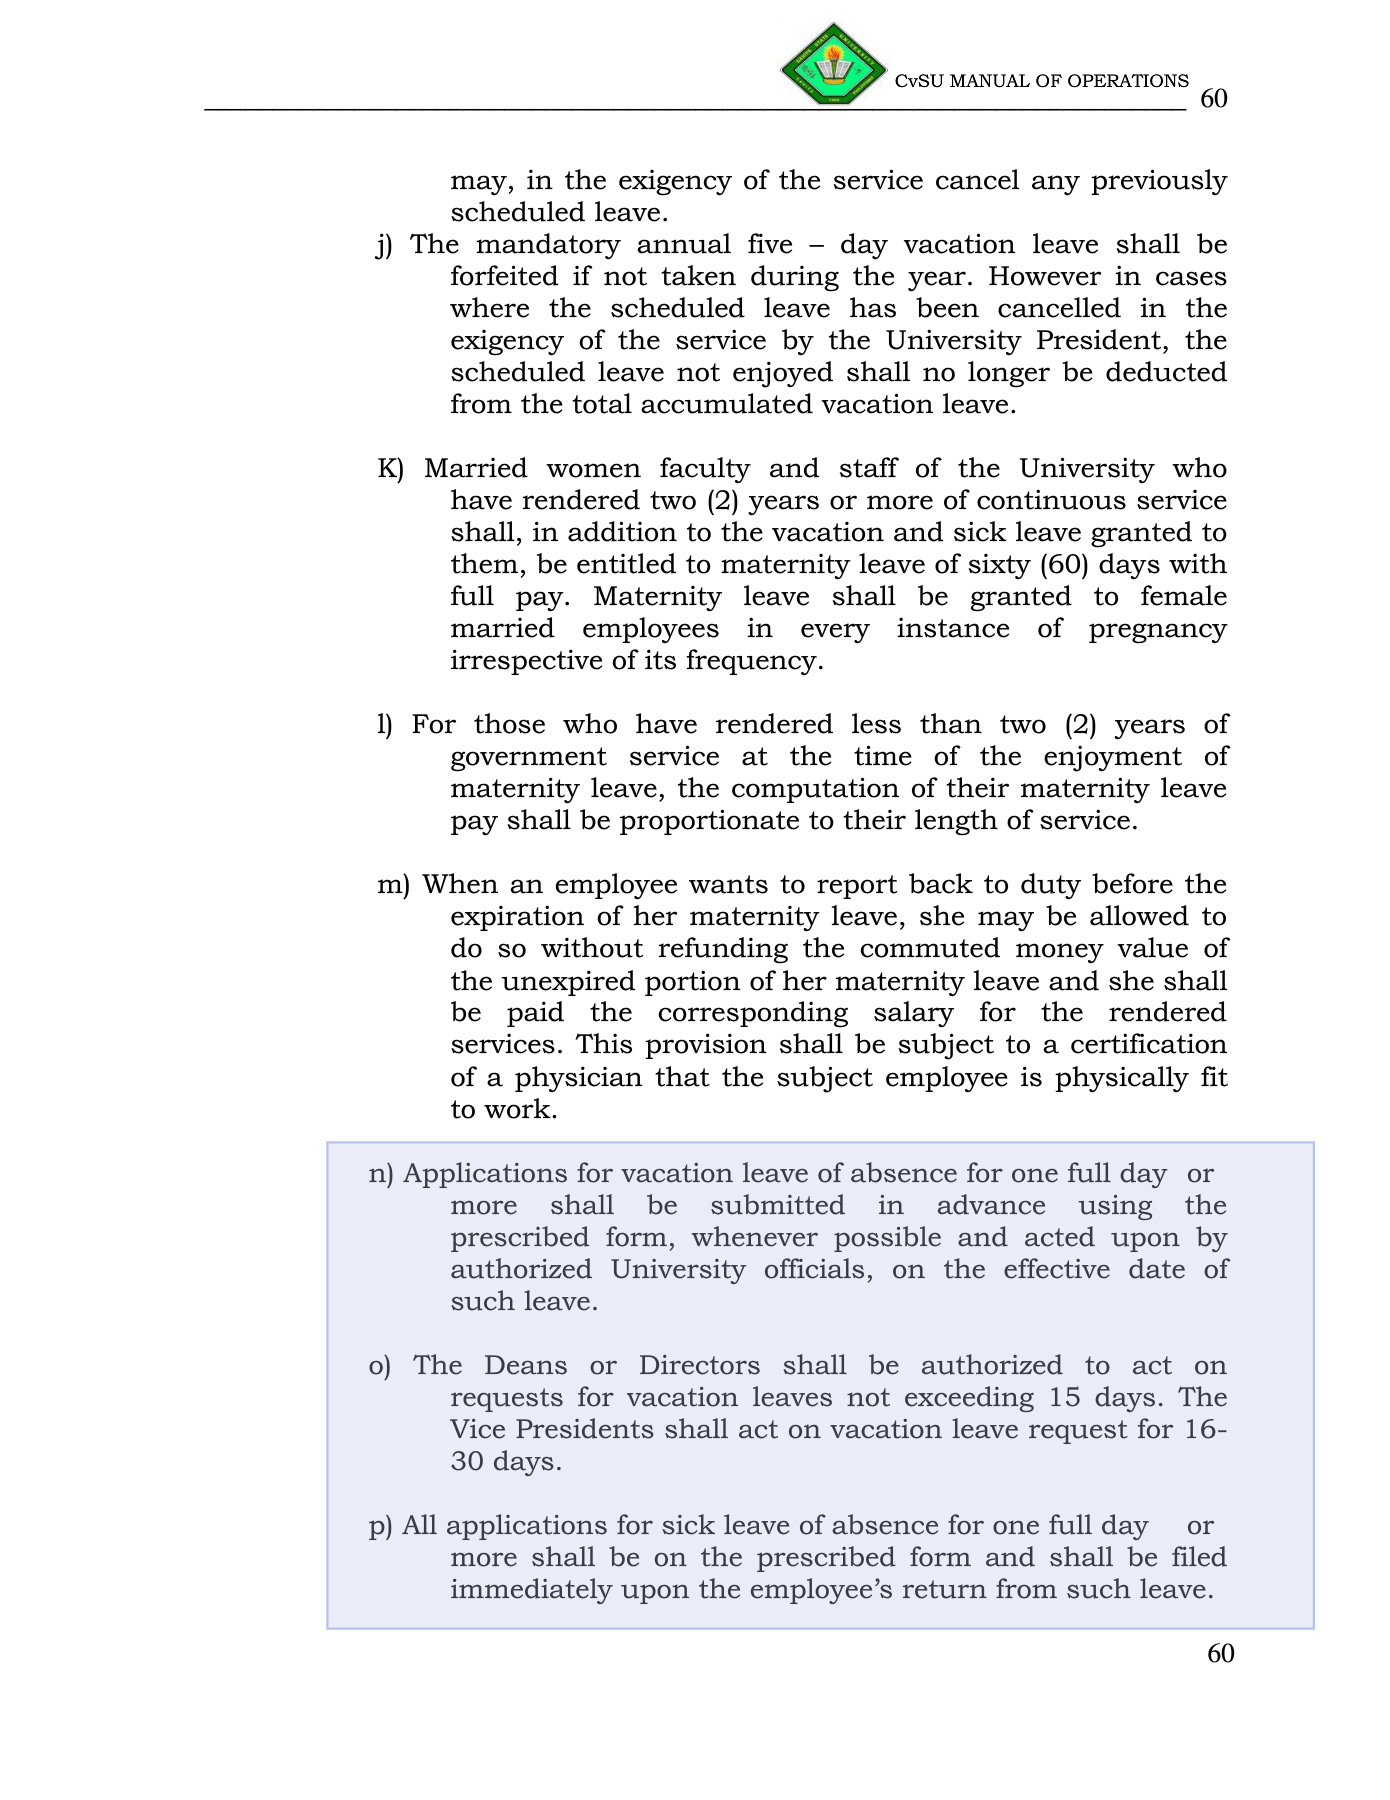 CvSU MANUAL OF OPERATIONS 60
may, in the exigency of the service cancel any previously
scheduled leave.
j) The mandatory annual five – day vacation leave shall be
forfeited if not taken during the year. However in cases
where the scheduled leave has been cancelled in the
exigency of the service by the University President, the
scheduled leave not enjoyed shall no longer be deducted
from the total accumulated vacation leave.
K) Married women faculty and staff of the University who
have rendered two (2) years or more of continuous service
shall, in addition to the vacation and sick leave granted to
them, be entitled to maternity leave of sixty (60) days with
full pay. Maternity leave shall be granted to female
married employees in every instance of pregnancy
irrespective of its frequency.
l) For those who have rendered less than two (2) years of
government service at the time of the enjoyment of
maternity leave, the computation of their maternity leave
pay shall be proportionate to their length of service.
m) When an employee wants to report back to duty before the
expiration of her maternity leave, she may be allowed to
do so without refunding the commuted money value of
the unexpired portion of her maternity leave and she shall
be paid the corresponding salary for the rendered
services. This provision shall be subject to a certification
of a physician that the subject employee is physically fit
to work.
n) Applications for vacation leave of absence for one full day or
more shall be submitted in advance using the
prescribed form, whenever possible and acted upon by
authorized University officials, on the effective date of
such leave.
o) The Deans or Directors shall be authorized to act on
requests for vacation leaves not exceeding 15 days. The
Vice Presidents shall act on vacation leave request for 16-
30 days.
p) All applications for sick leave of absence for one full day or
more shall be on the prescribed form and shall be filed
immediately upon the employee’s return from such leave.
60